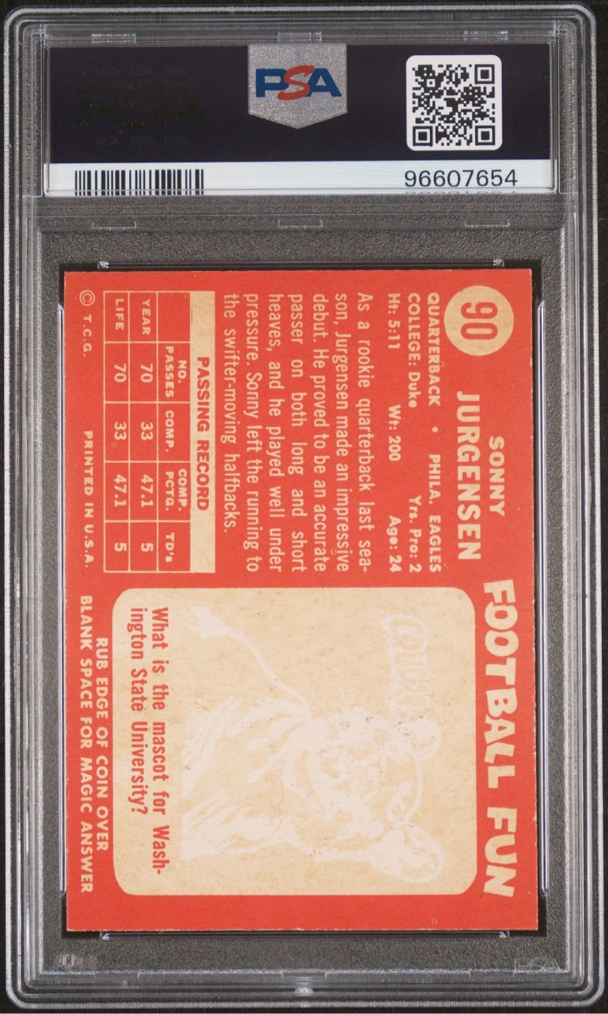 PSA
96607654
90
SONNY
JURGENSEN
QUARTERBACK • PHILA. EAGLES
COLLEGE: Duke Yrs. Pro: 2
Ht: 5:11 Wt: 200 Age: 24
As a rookie quarterback last sea-
son, Jurgensen made an impressive
debut. He proved to be an accurate
passer on both long and short
heaves, and he played well under
pressure. Sonny left the running to
the swifter-moving halfbacks.
PASSING RECORD
NO. PASSES COMP. COMP. PCTG. TD's
YEAR 70 33 47.1 5
LIFE 70 33 47.1 5
© T.C.G. PRINTED IN U.S.A.
FOOTBALL FUN
COUGAR
What is the mascot for Wash-
ington State University?
RUB EDGE OF COIN OVER
BLANK SPACE FOR MAGIC ANSWER
PSA